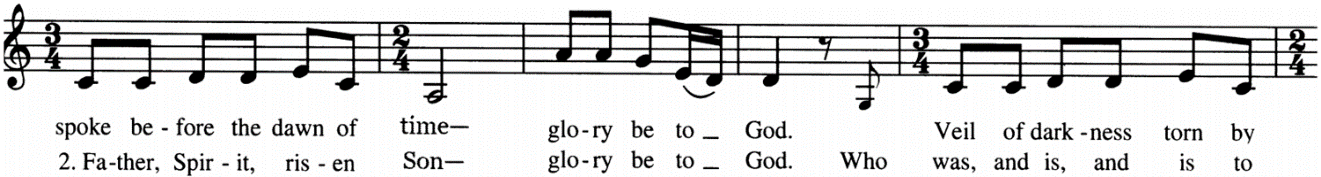 spoke be - fore the dawn of time— glo - ry be to _ God. Veil of dark - ness torn by
2. Fa - ther, Spir - it, ris - en Son— glo - ry be to _ God. Who was, and is, and is to